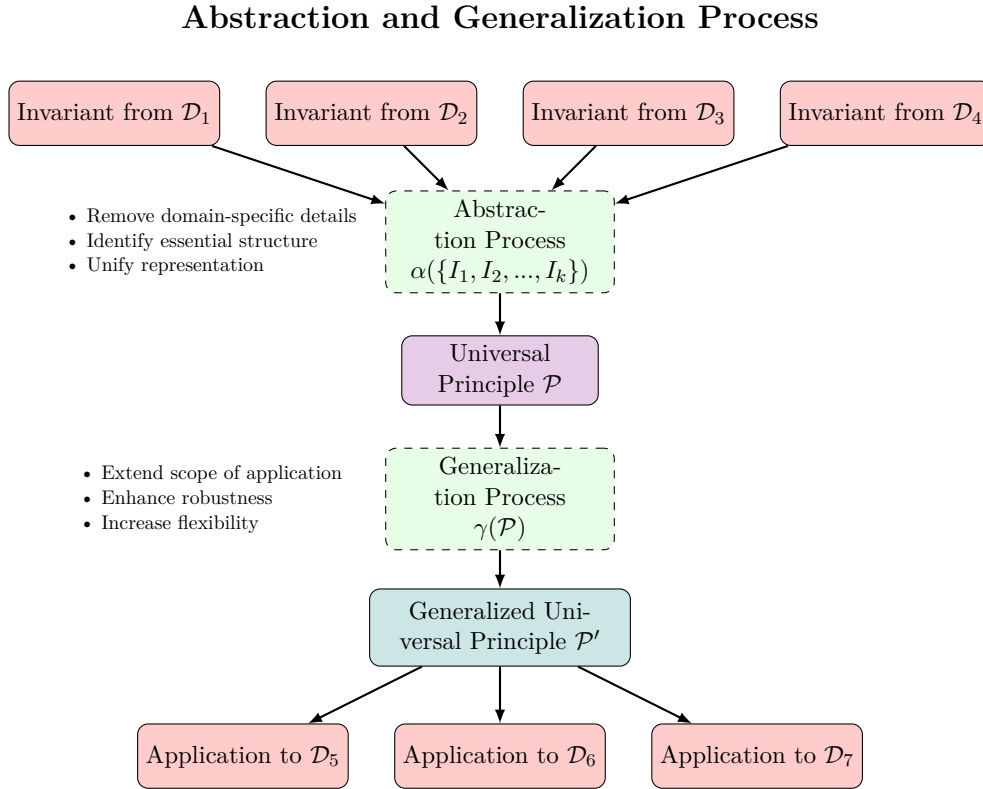 Abstraction and Generalization Process
Invariant from 𝒟₁
Invariant from 𝒟₂
Invariant from 𝒟₃
Invariant from 𝒟₄
• Remove domain-specific details
• Identify essential structure
• Unify representation
Abstrac-
tion Process
α({I₁, I₂, ..., Iₖ})
Universal
Principle 𝒫
• Extend scope of application
• Enhance robustness
• Increase flexibility
Generaliza-
tion Process
γ(𝒫)
Generalized Uni-
versal Principle 𝒫′
Application to 𝒟₅
Application to 𝒟₆
Application to 𝒟₇